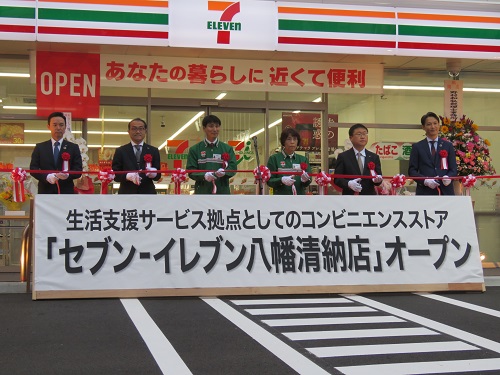 7
ELEVEN
OPEN
あなたの暮らしに 近くて便利
たばこ 酒
生活支援サービス拠点としてのコンビニエンスストア
「セブン-イレブン八幡清納店」オープン